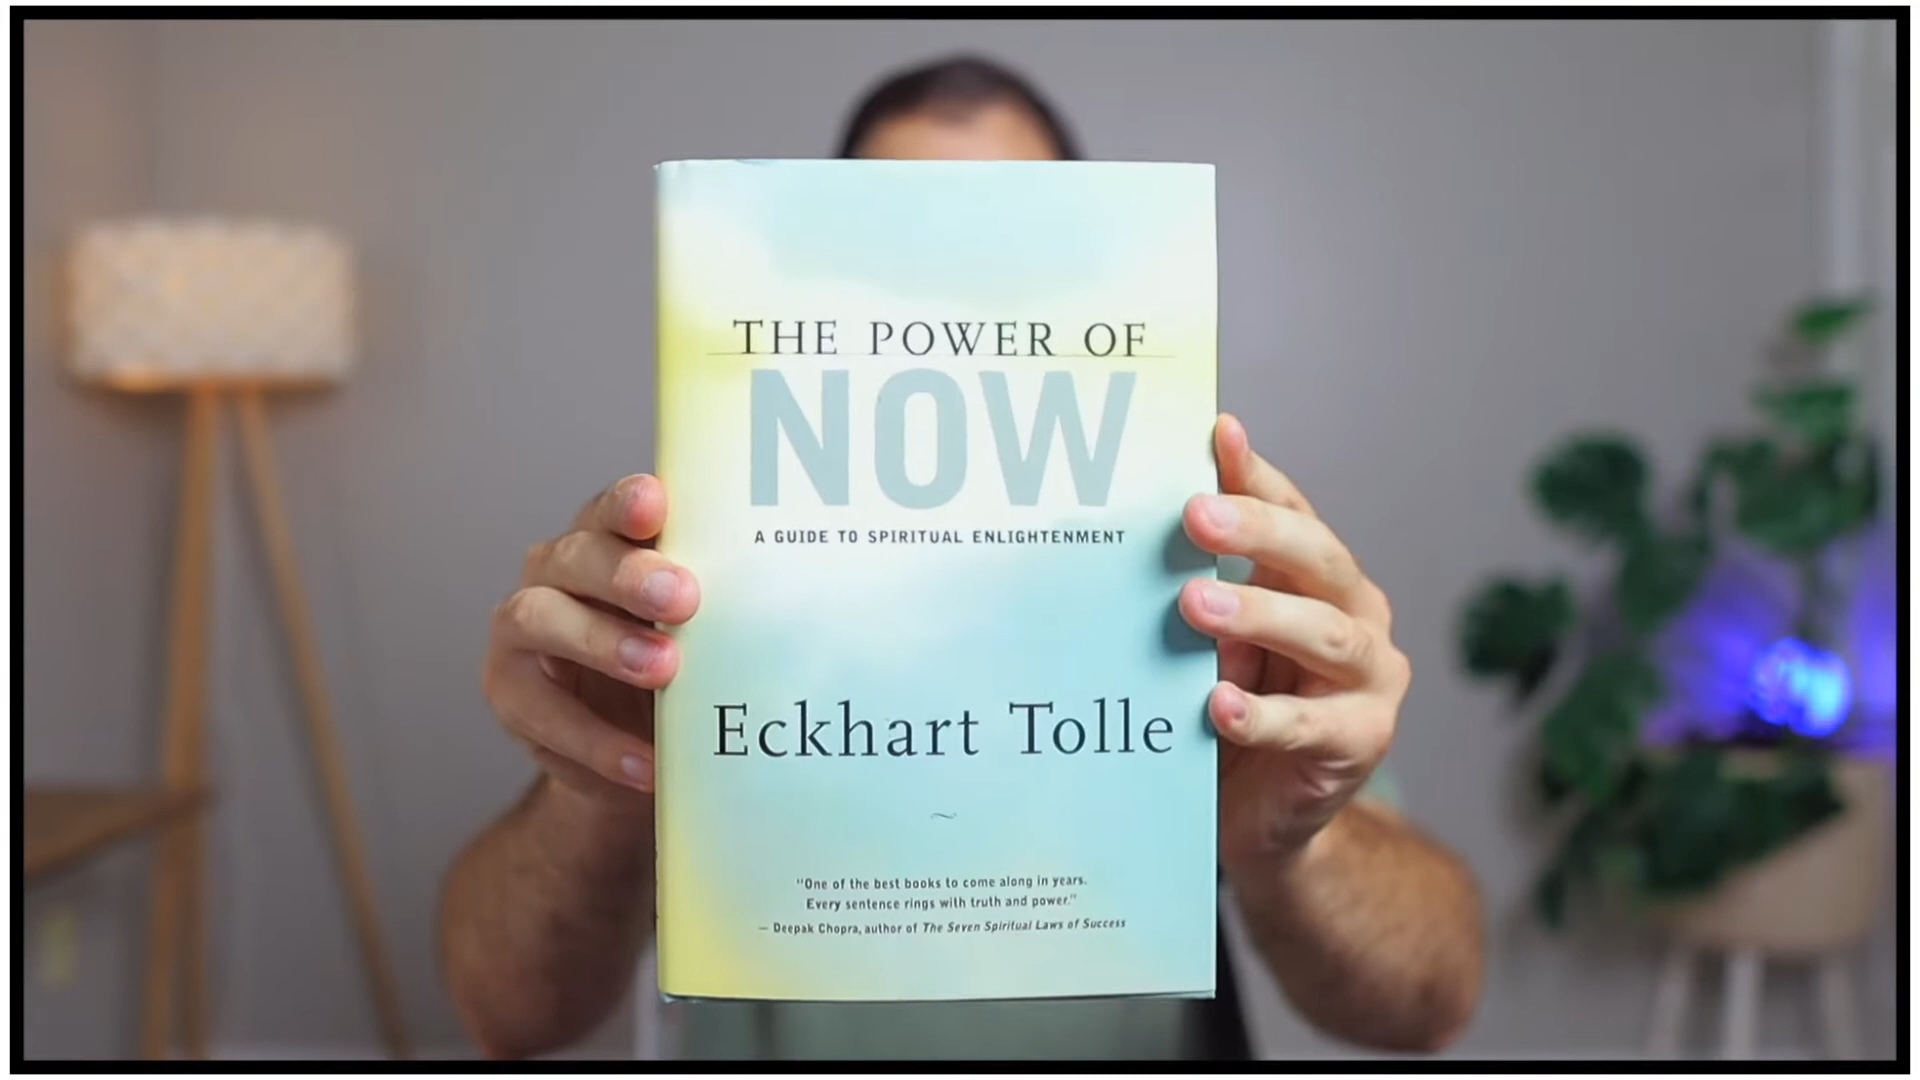 THE POWER OF
NOW
A GUIDE TO SPIRITUAL ENLIGHTENMENT
Eckhart Tolle
~
"One of the best books to come along in years.
Every sentence rings with truth and power."
— Deepak Chopra, author of The Seven Spiritual Laws of Success